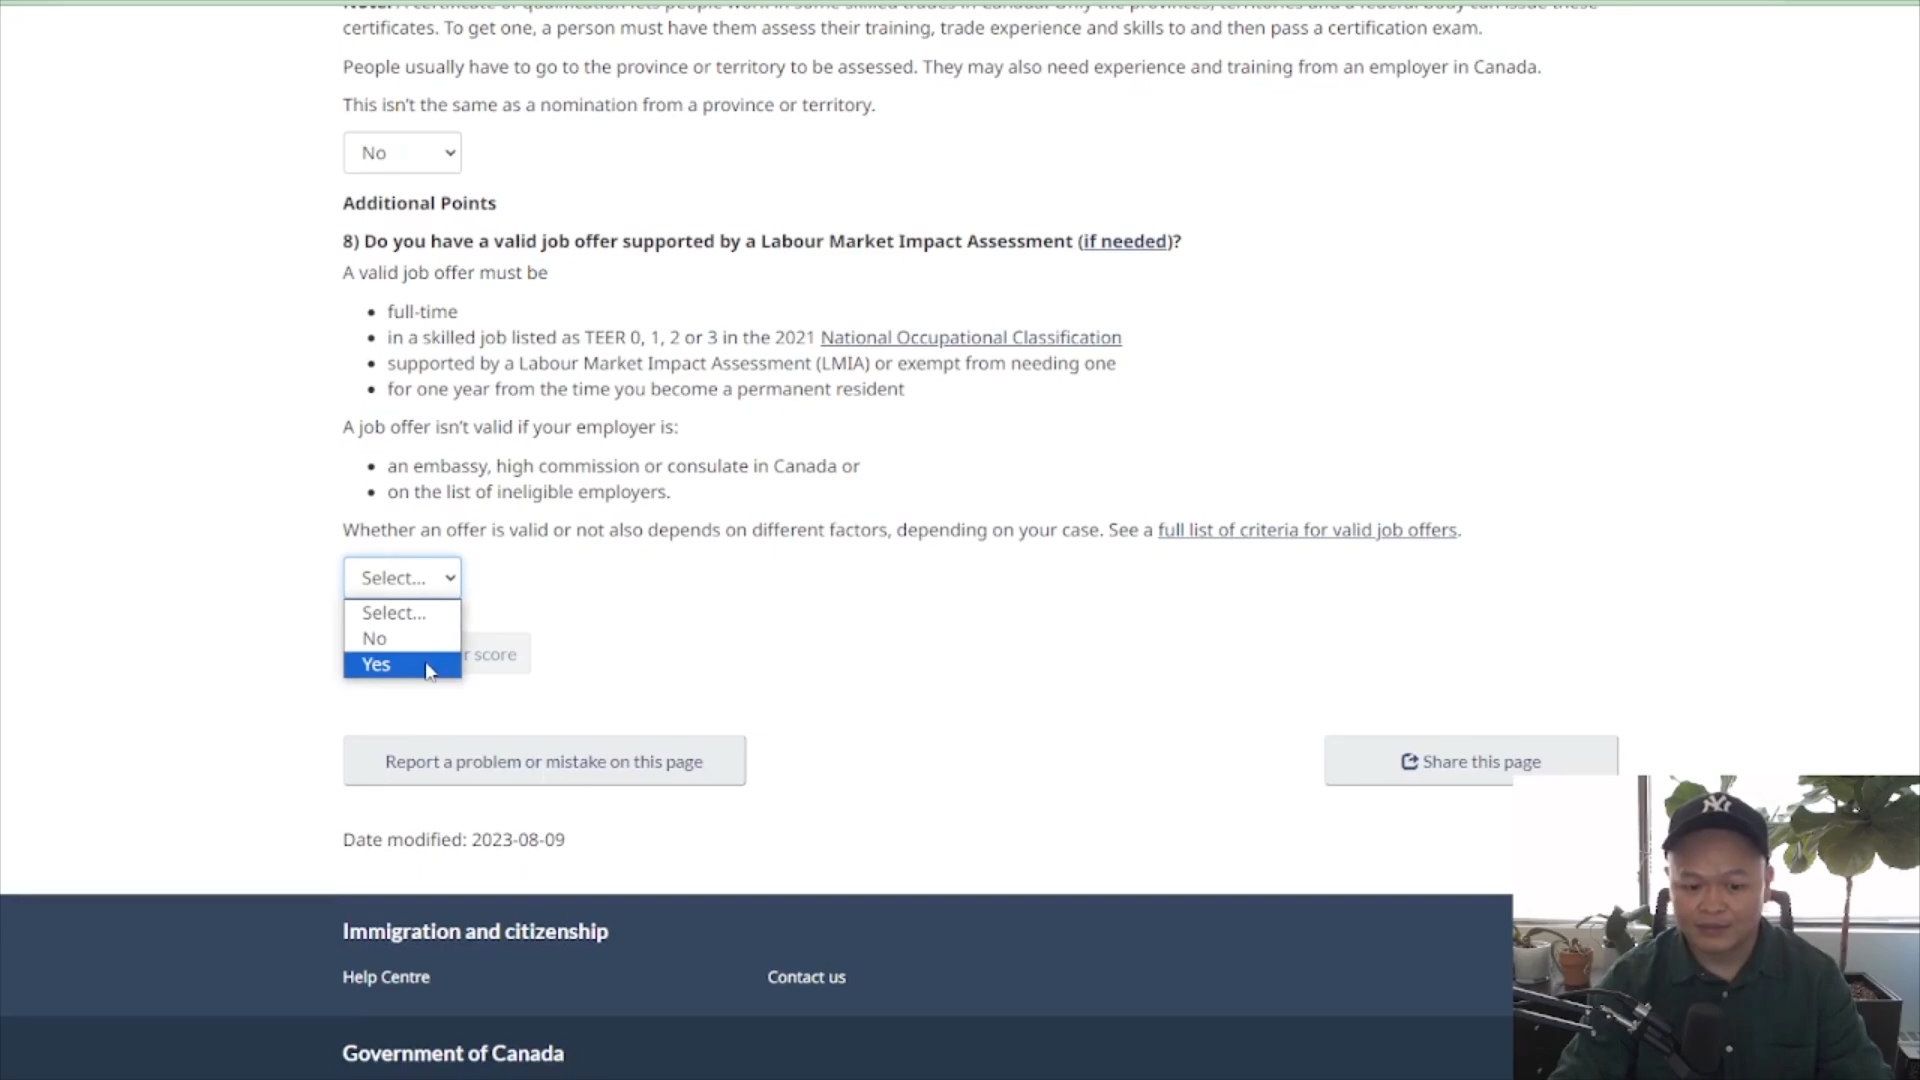 certificates. To get one, a person must have them assess their training, trade experience and skills to and then pass a certification exam.
People usually have to go to the province or territory to be assessed. They may also need experience and training from an employer in Canada.
This isn't the same as a nomination from a province or territory.
No
Additional Points
8) Do you have a valid job offer supported by a Labour Market Impact Assessment (if needed)?
A valid job offer must be
• full-time
• in a skilled job listed as TEER 0, 1, 2 or 3 in the 2021 National Occupational Classification
• supported by a Labour Market Impact Assessment (LMIA) or exempt from needing one
• for one year from the time you become a permanent resident
A job offer isn't valid if your employer is:
• an embassy, high commission or consulate in Canada or
• on the list of ineligible employers.
Whether an offer is valid or not also depends on different factors, depending on your case. See a full list of criteria for valid job offers.
Select...
Select...
No
Yes
r score
Report a problem or mistake on this page
Share this page
Date modified: 2023-08-09
Immigration and citizenship
Help Centre
Contact us
Government of Canada